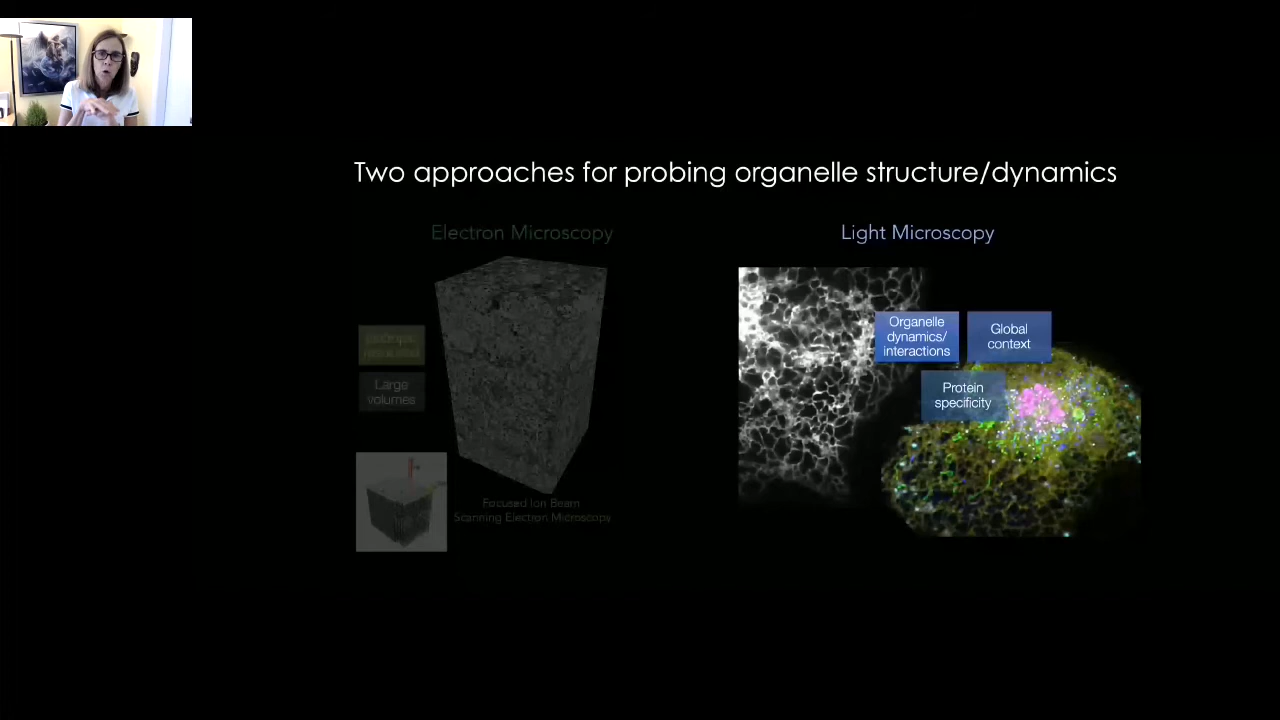 Two approaches for probing organelle structure/dynamics
Electron Microscopy
Light Microscopy
Large
volumes
Focused Ion Beam
Scanning Electron Microscopy
Organelle
dynamics/
interactions
Global
context
Protein
specificity